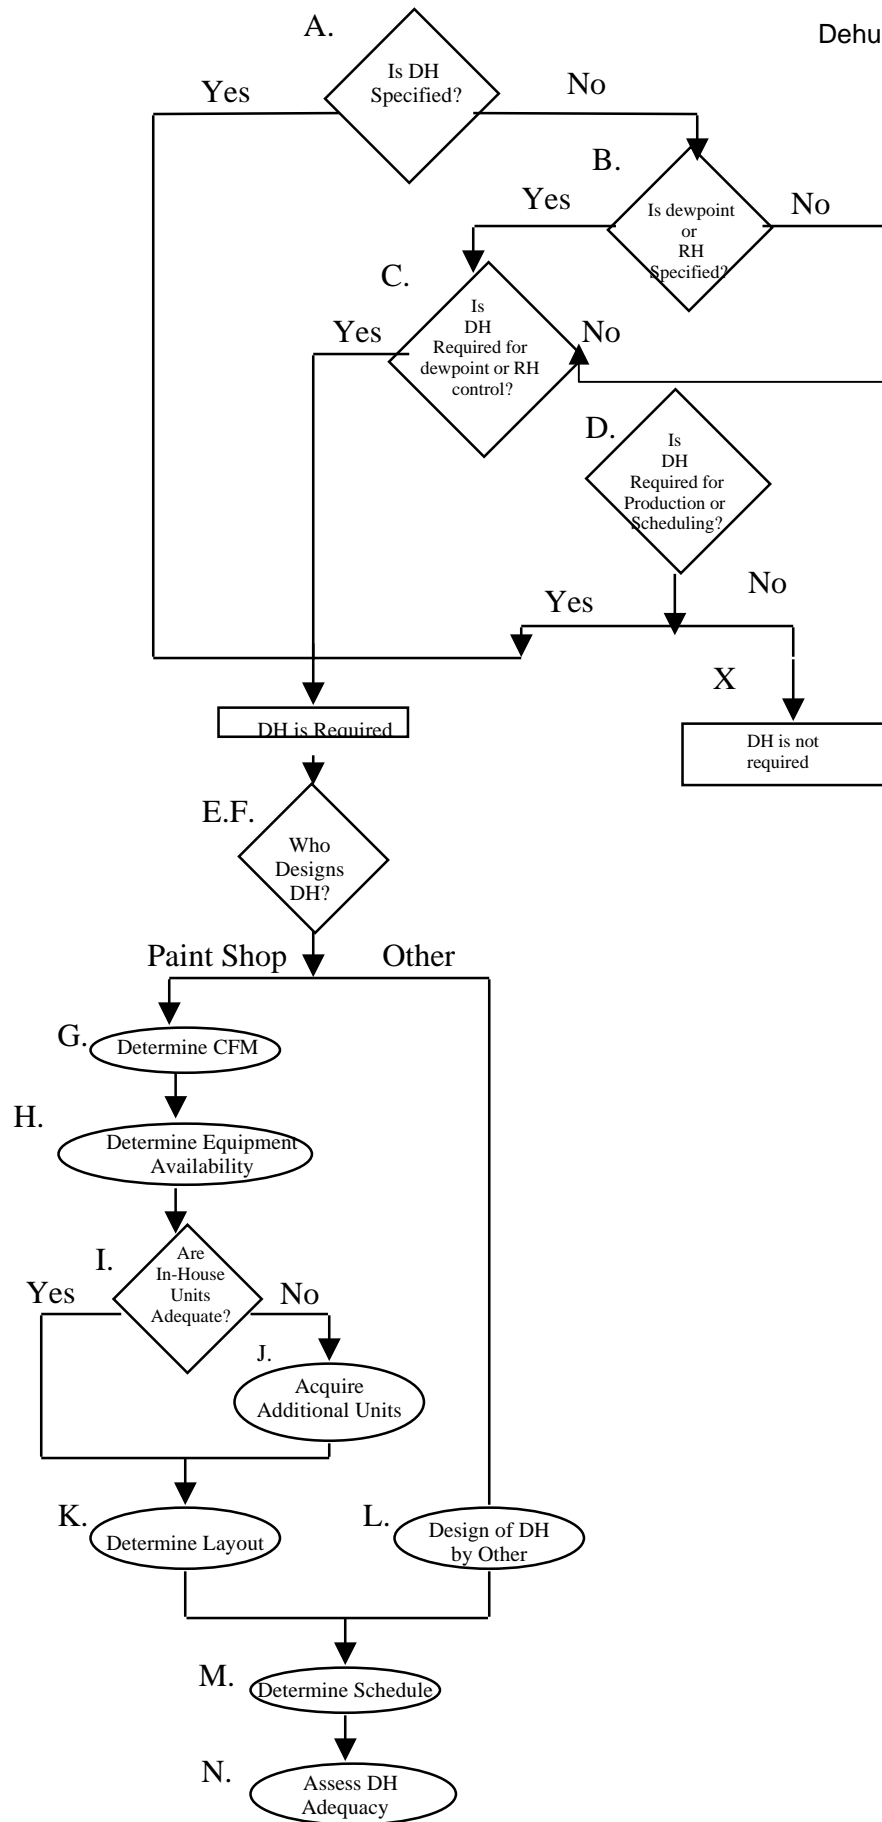 A.
Dehu
Is DH
Specified?
Yes
No
B.
Yes
Is dewpoint
or
RH
Specified?
No
C.
Is
DH
Required for
dewpoint or RH
control?
Yes
No
D.
Is
DH
Required for
Production or
Scheduling?
No
Yes
X
DH is Required
DH is not
required
E.F.
Who
Designs
DH?
Paint Shop
Other
G.
Determine CFM
H.
Determine Equipment
Availability
I.
Are
In-House
Units
Adequate?
Yes
No
J.
Acquire
Additional Units
K.
Determine Layout
L.
Design of DH
by Other
M.
Determine Schedule
N.
Assess DH
Adequacy